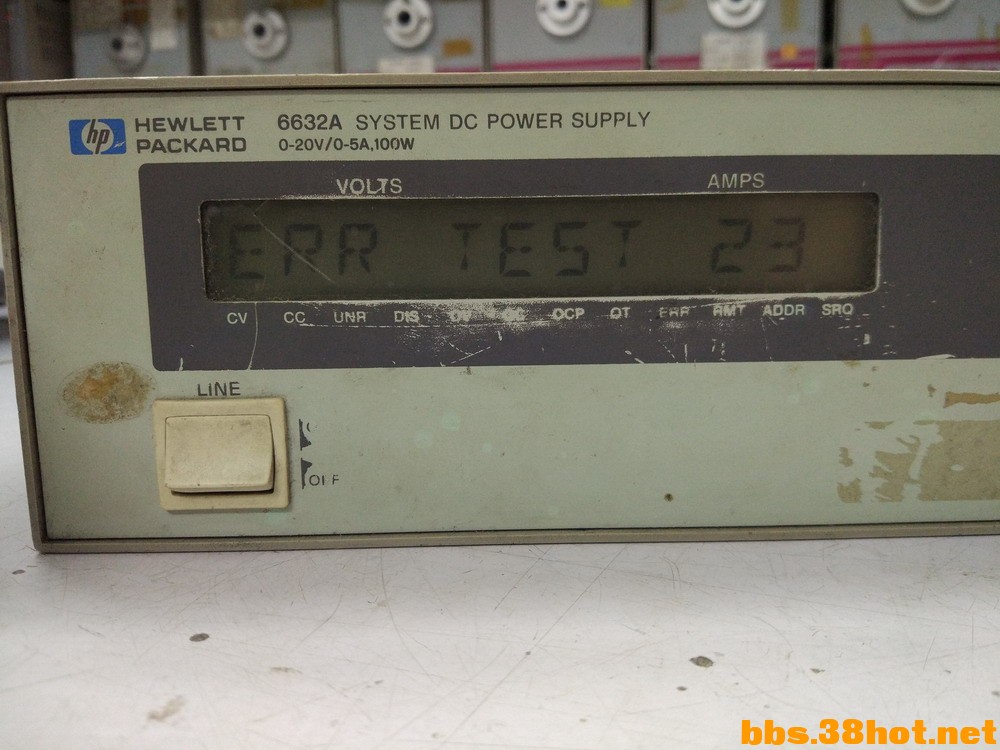 hp HEWLETT PACKARD
6632A SYSTEM DC POWER SUPPLY
0-20V/0-5A,100W
VOLTS AMPS
ERR TEST 23
CV CC UNR DIS OV OCP OT ERR RMT ADDR SRQ
LINE
OFF
bbs.38hot.net